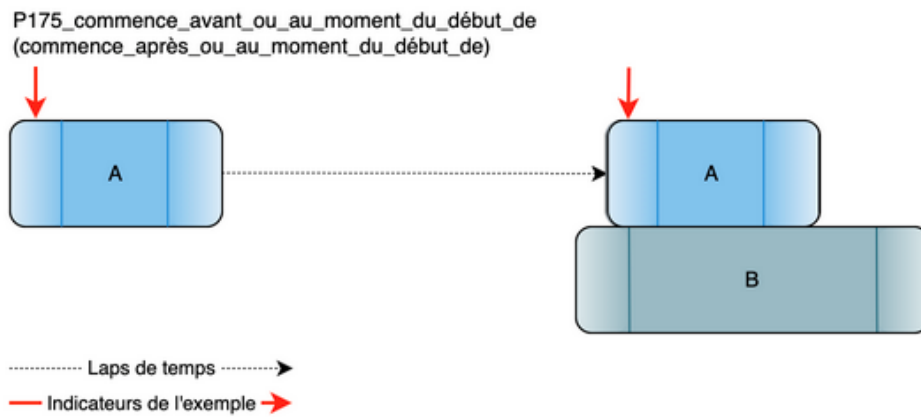 P175_commence_avant_ou_au_moment_du_début_de
(commence_après_ou_au_moment_du_début_de)
A
A
B
Laps de temps
Indicateurs de l'exemple